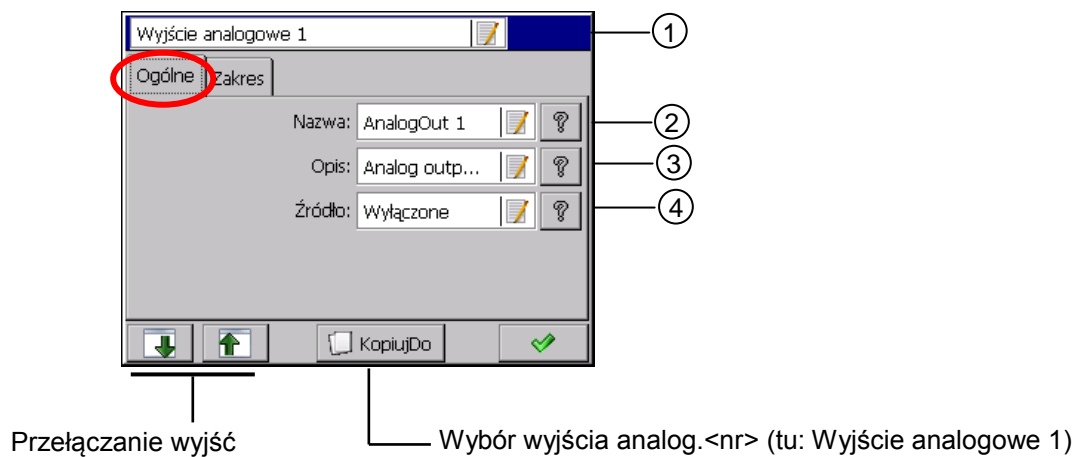 Wyjście analogowe 1
1
Ogólne Zakres
Nazwa: AnalogOut 1 ?
2
Opis: Analog outp... ?
3
Źródło: Wyłączone ?
4
KopiujDo
Przełączanie wyjść
Wybór wyjścia analog.<nr> (tu: Wyjście analogowe 1)